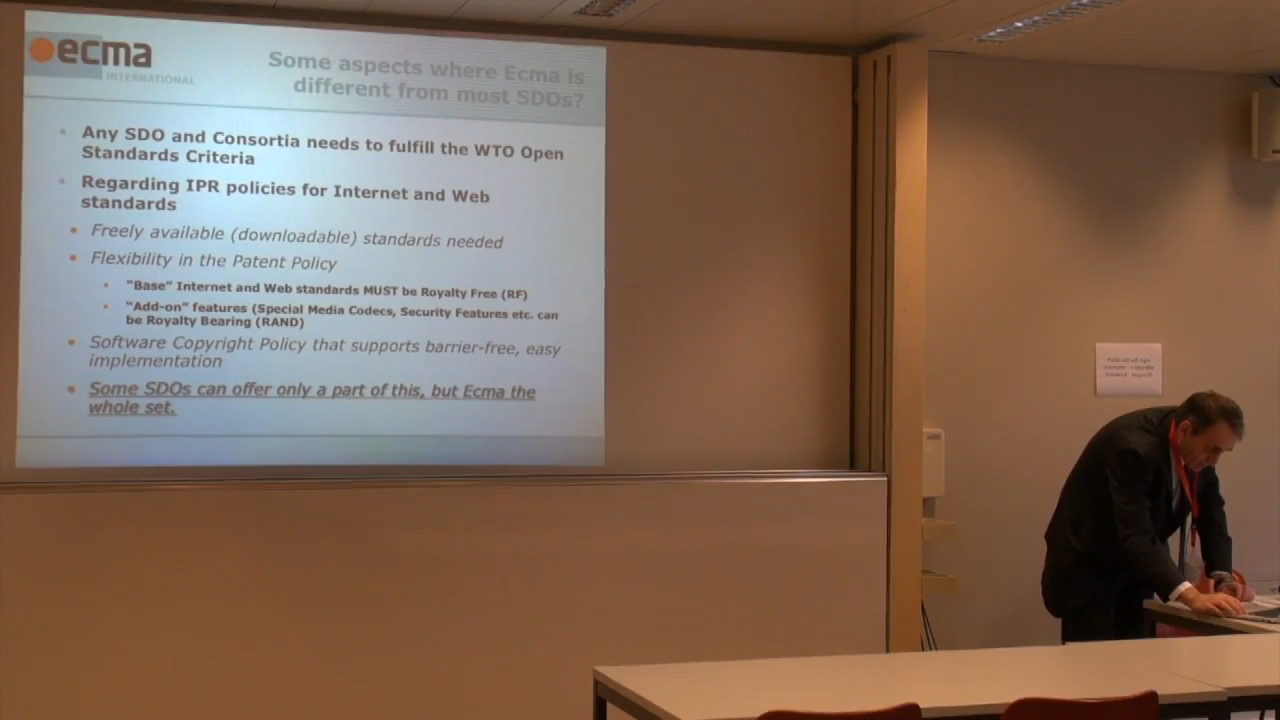 ecma
INTERNATIONAL
Some aspects where Ecma is
different from most SDOs?
Any SDO and Consortia needs to fulfill the WTO Open
Standards Criteria
Regarding IPR policies for Internet and Web
standards
Freely available (downloadable) standards needed
Flexibility in the Patent Policy
"Base" Internet and Web standards MUST be Royalty Free (RF)
"Add-on" features (Special Media Codecs, Security Features etc. can
be Royalty Bearing (RAND)
Software Copyright Policy that supports barrier-free, easy
implementation
Some SDOs can offer only a part of this, but Ecma the
whole set.